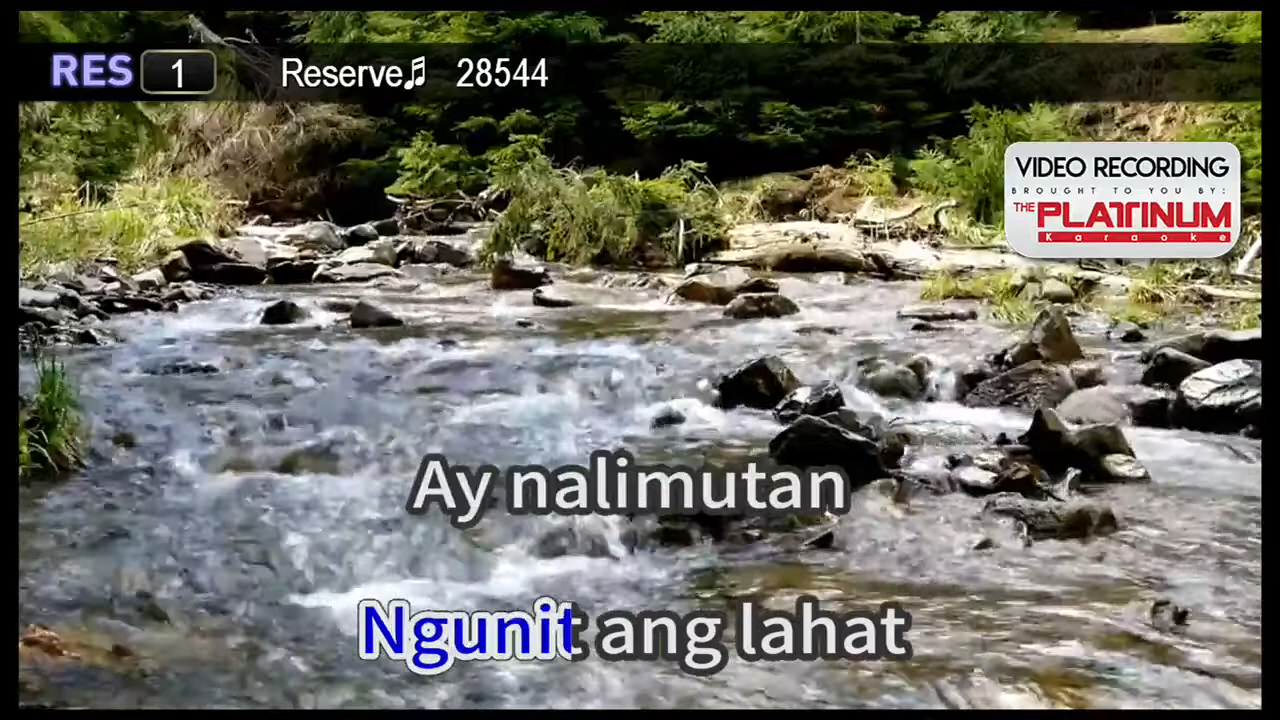 RES 1 Reserve♫ 28544
VIDEO RECORDING
BROUGHT TO YOU BY:
THE PLATINUM
Karaoke
Ay nalimutan
Ngunit ang lahat